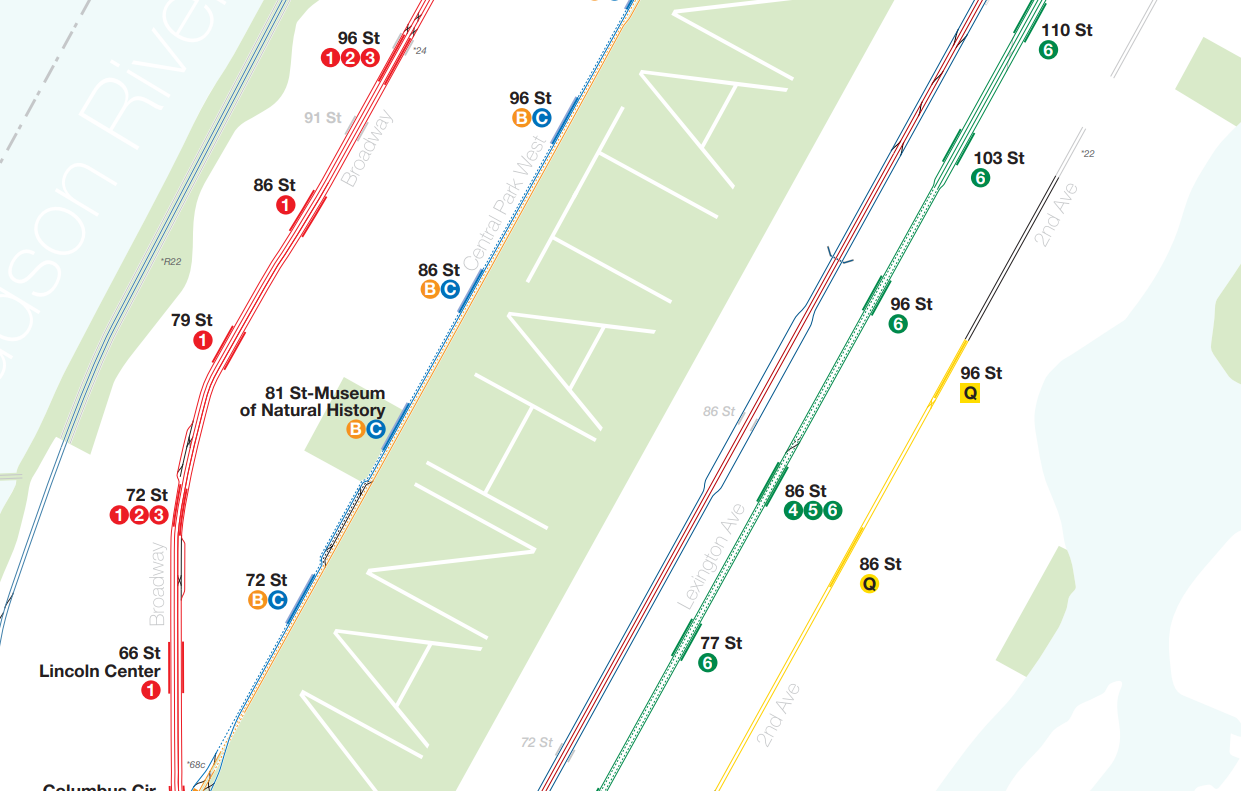 96 St
1 2 3
*24
110 St
6
96 St
B C
91 St
Broadway
103 St
6
*22
86 St
1
Central Park West
2nd Ave
*R22
86 St
B C
96 St
6
79 St
1
96 St
Q
81 St-Museum
of Natural History
B C
86 St
72 St
1 2 3
86 St
4 5 6
Lexington Ave
86 St
Q
Broadway
72 St
B C
77 St
6
66 St
Lincoln Center
1
2nd Ave
72 St
*68c
Columbus Cir
MANHATTAN